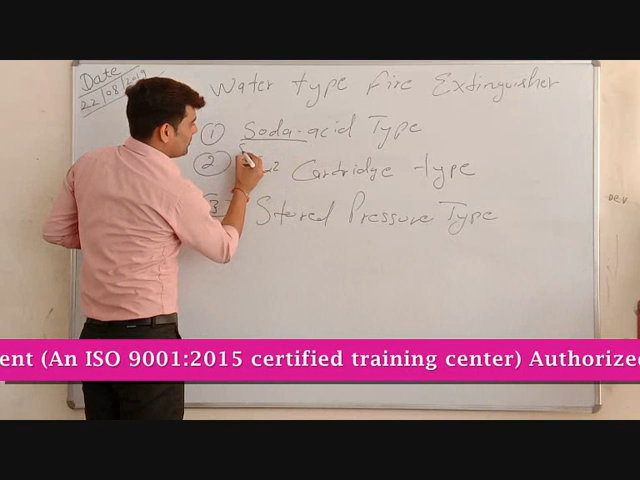 Date
22/08/2019
Water type Fire Extinguisher
1 Soda-acid Type
2 Cartridge type
3 Stored Pressure Type
Dev
ent (An ISO 9001:2015 certified training center) Authorized